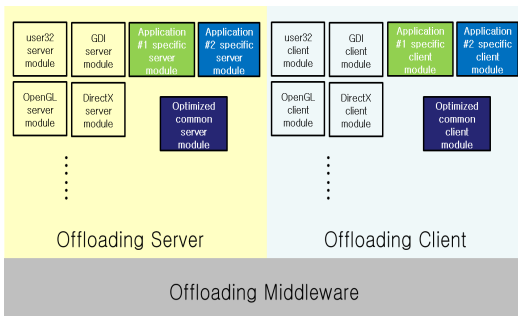 user32
server
module
GDI
server
module
Application
#1 specific
server
module
Application
#2 specific
server
module
OpenGL
server
module
DirectX
server
module
Optimized
common
server
module
Offloading Server
user32
client
module
GDI
client
module
Application
#1 specific
client
module
Application
#2 specific
client
module
OpenGL
client
module
DirectX
client
module
Optimized
common
client
module
Offloading Client
Offloading Middleware